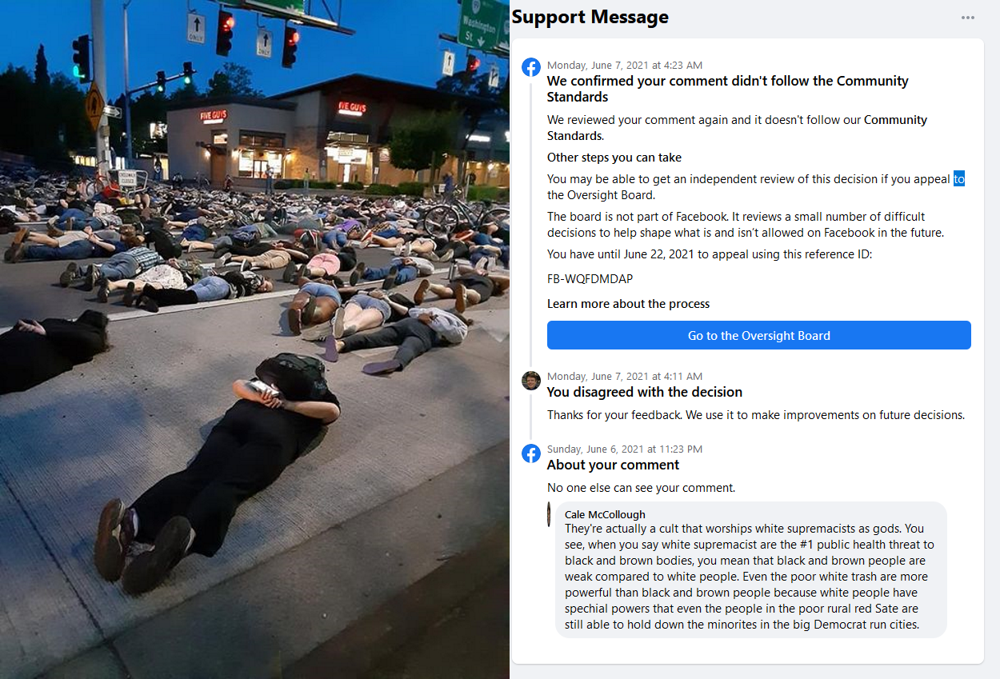 ONLY
ONLY
Washington
St
FIVE GUYS
FIVE GUYS
CLOSED
Support Message
Monday, June 7, 2021 at 4:23 AM
We confirmed your comment didn't follow the Community
Standards
We reviewed your comment again and it doesn't follow our Community
Standards.
Other steps you can take
You may be able to get an independent review of this decision if you appeal to
the Oversight Board.
The board is not part of Facebook. It reviews a small number of difficult
decisions to help shape what is and isn't allowed on Facebook in the future.
You have until June 22, 2021 to appeal using this reference ID:
FB-WQFDMDAP
Learn more about the process
Go to the Oversight Board
Monday, June 7, 2021 at 4:11 AM
You disagreed with the decision
Thanks for your feedback. We use it to make improvements on future decisions.
Sunday, June 6, 2021 at 11:23 PM
About your comment
No one else can see your comment.
Cale McCollough
They're actually a cult that worships white supremacists as gods. You
see, when you say white supremacist are the #1 public health threat to
black and brown bodies, you mean that black and brown people are
weak compared to white people. Even the poor white trash are more
powerful than black and brown people because white people have
spechial powers that even the people in the poor rural red Sate are
still able to hold down the minorites in the big Democrat run cities.